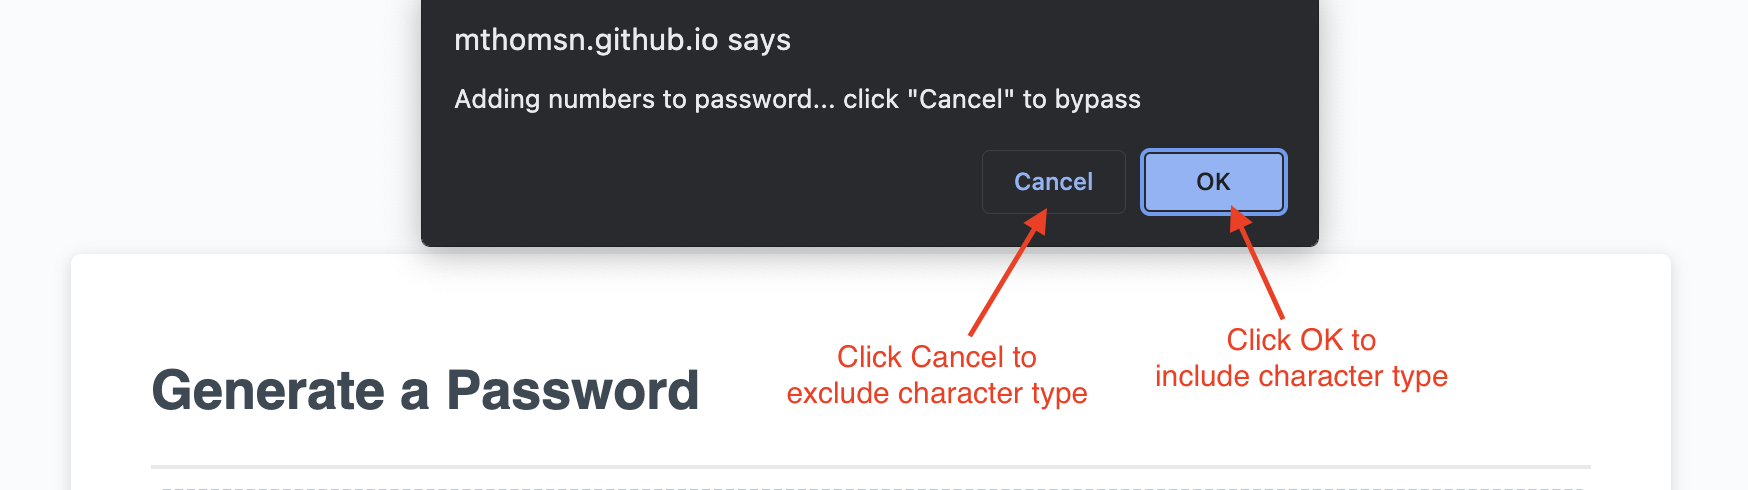 mthomsn.github.io says
Adding numbers to password... click "Cancel" to bypass
Cancel
OK
Click Cancel to
exclude character type
Click OK to
include character type
Generate a Password